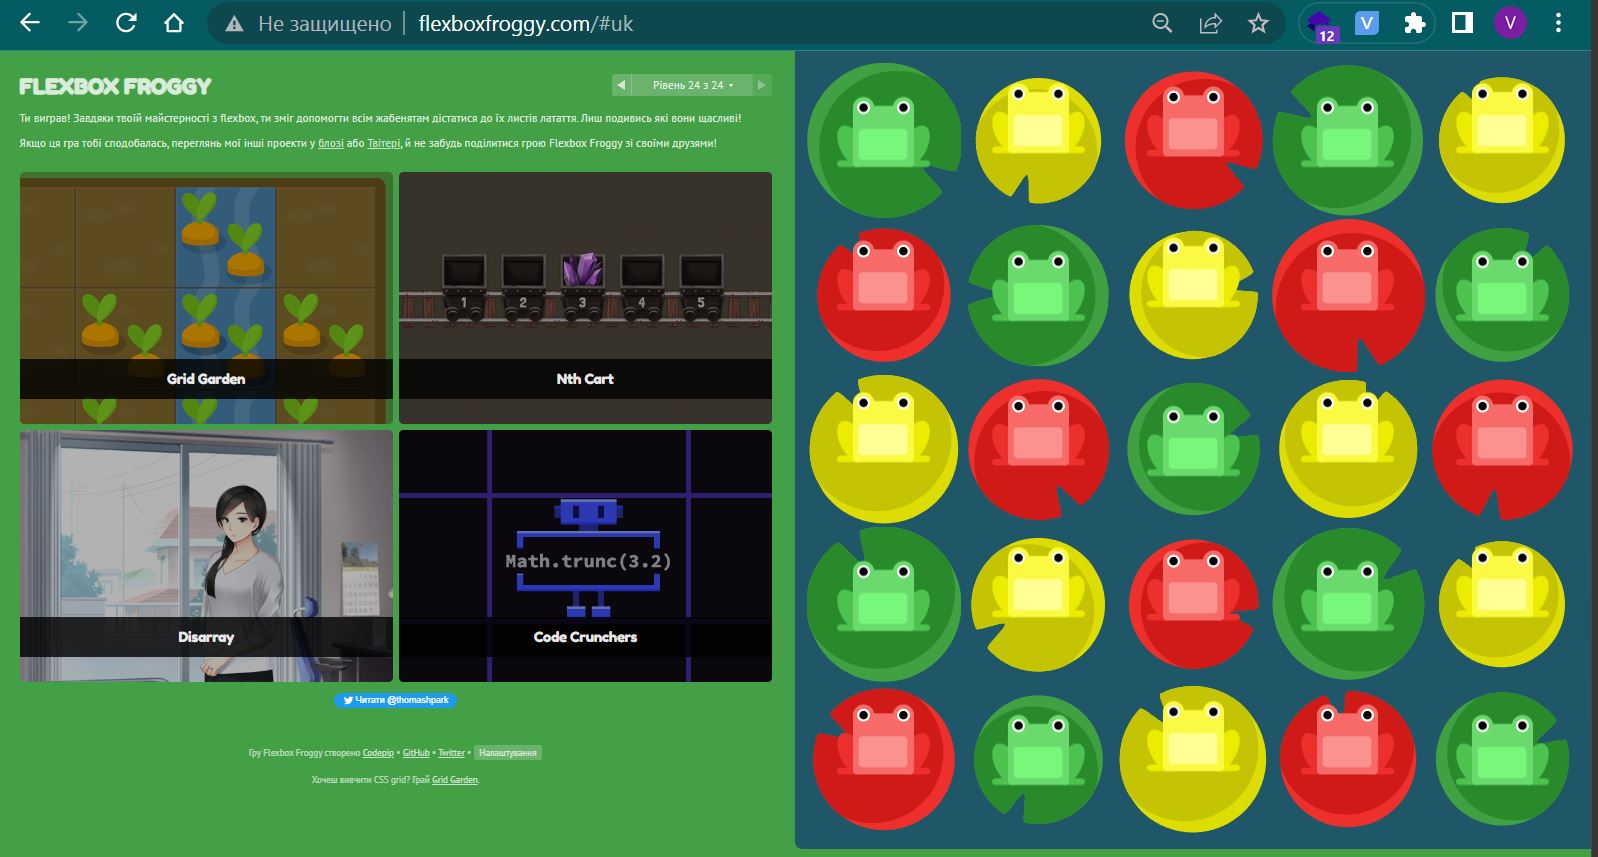 Не защищено
flexboxfroggy.com/#uk
12
V
V
FLEXBOX FROGGY
Рівень 24 з 24
Ти виграв! Завдяки твоїй майстерності з flexbox, ти зміг допомогти всім жабенятам дістатися до їх листів латаття. Лиш подивись які вони щасливі!
Якщо ця гра тобі сподобалась, переглянь мої інші проекти у блозі або Твітері, й не забудь поділитися грою Flexbox Froggy зі своїми друзями!
Grid Garden
1 2 3 4 5
Nth Cart
Disarray
Math.trunc(3.2)
Code Crunchers
Читати @thomashpark
Гру Flexbox Froggy створено Codepip • GitHub • Twitter • Налаштування
Хочеш вивчити CSS grid? Грай Grid Garden.